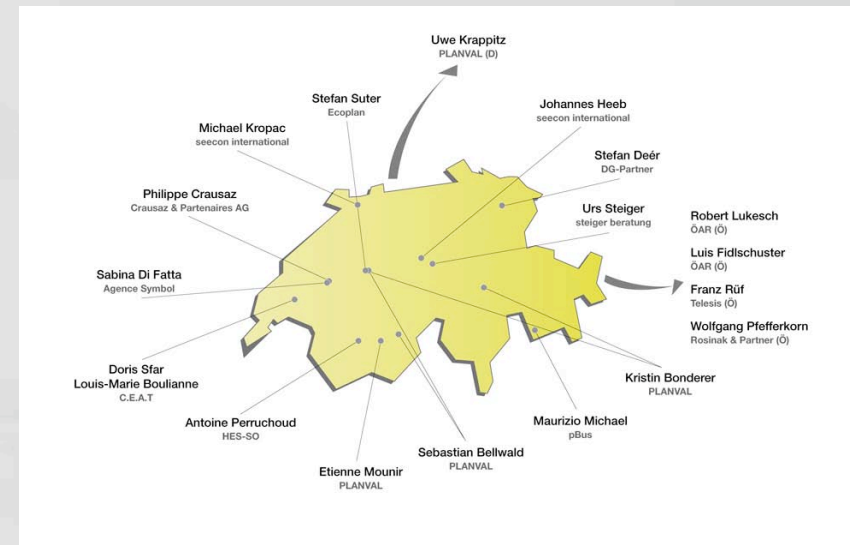 Uwe Krappitz
PLANVAL (D)
Stefan Suter
Ecoplan
Johannes Heeb
seecon international
Michael Kropac
seecon international
Stefan Deér
DG-Partner
Philippe Crausaz
Crausaz & Partenaires AG
Urs Steiger
steiger beratung
Robert Lukesch
ÖAR (Ö)
Luis Fidlschuster
ÖAR (Ö)
Franz Rüf
Telesis (Ö)
Wolfgang Pfefferkorn
Rosinak & Partner (Ö)
Sabina Di Fatta
Agence Symbol
Doris Sfar
Louis-Marie Boulianne
C.E.A.T
Kristin Bonderer
PLANVAL
Antoine Perruchoud
HES-SO
Maurizio Michael
pBus
Sebastian Bellwald
PLANVAL
Etienne Mounir
PLANVAL